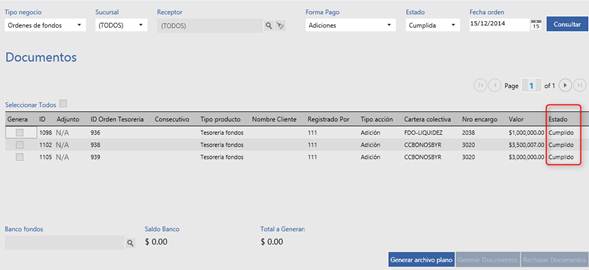 Tipo negocio Sucursal Receptor Forma Pago Estado Fecha orden
Ordenes de fondos (TODOS) (TODOS) Adiciones Cumplida 15/12/2014 15 Consultar
Documentos
Page 1 of 1
Seleccionar Todos
Genera ID Adjunto ID Orden Tesoreria Consecutivo Tipo producto Nombre Cliente Registrado Por Tipo acción Cartera colectiva Nro encargo Valor Estado
1098 N/A 936 Tesorería fondos 111 Adición FDO-LIQUIDEZ 2038 $1,000,000.00 Cumplido
1102 N/A 938 Tesorería fondos 111 Adición CCBONOSBYR 3020 $3,500,007.00 Cumplido
1105 N/A 939 Tesorería fondos 111 Adición CCBONOSBYR 3020 $3,000,000.00 Cumplido
Banco fondos Saldo Banco Total a Generar:
$ 0.00 $ 0.00
Generar archivo plano Generar Documentos Rechazar Documentos